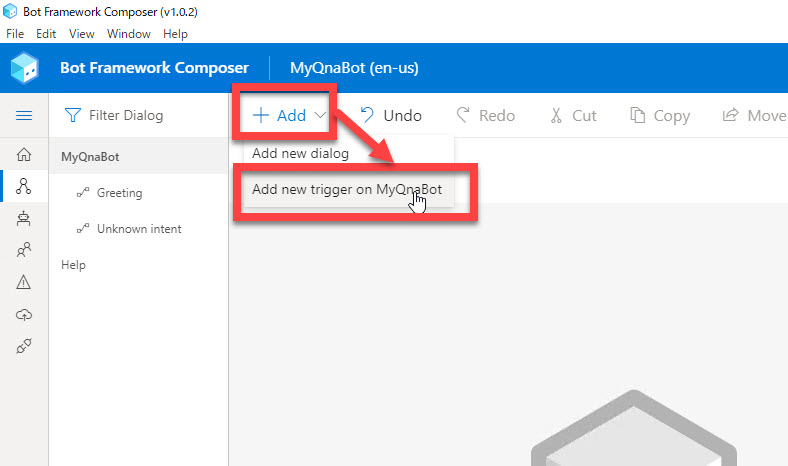 Bot Framework Composer (v1.0.2)
File Edit View Window Help
Bot Framework Composer MyQnaBot (en-us)
Filter Dialog Add Undo Redo Cut Copy Move
MyQnaBot
Add new dialog
Add new trigger on MyQnaBot
Greeting
Unknown intent
Help